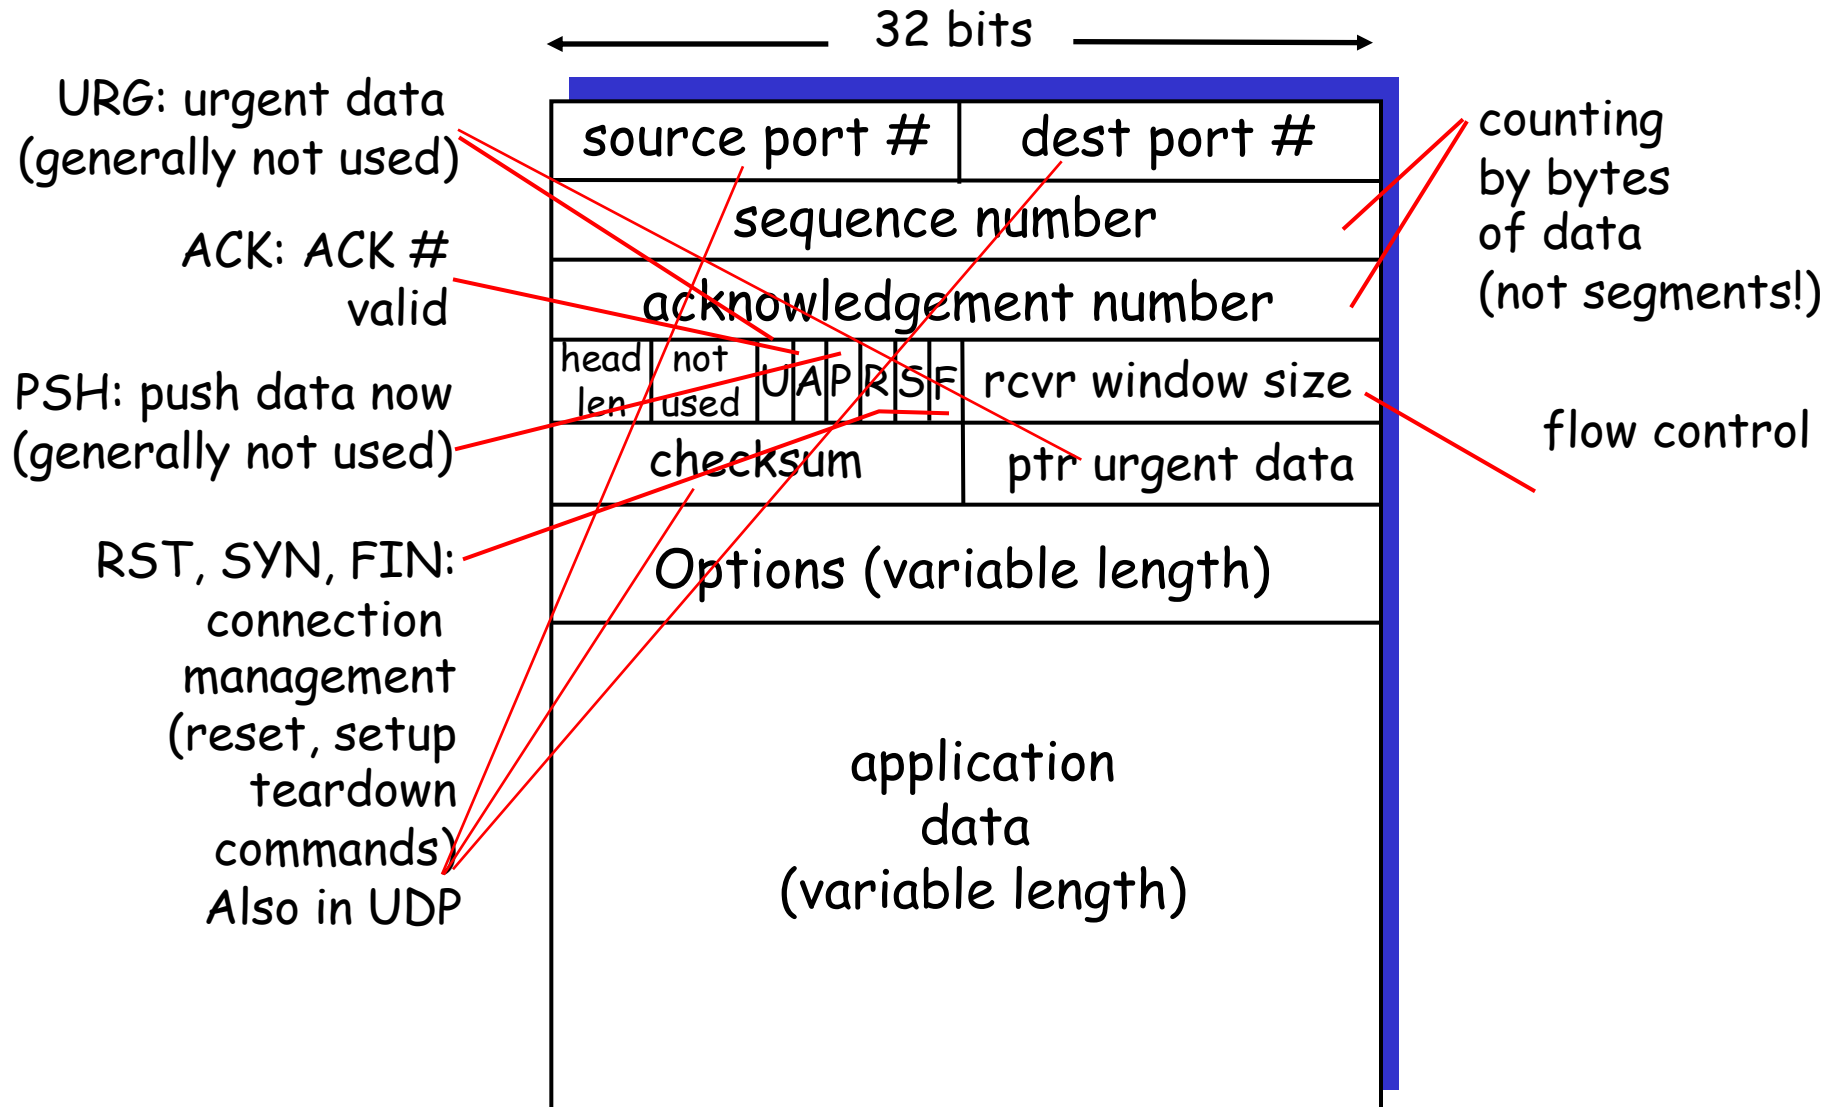 32 bits
URG: urgent data
(generally not used)
ACK: ACK #
valid
PSH: push data now
(generally not used)
RST, SYN, FIN:
connection
management
(reset, setup
teardown
commands)
Also in UDP
source port #
dest port #
sequence number
acknowledgement number
head
len
not
used
U
A
P
R
S
F
rcvr window size
checksum
ptr urgent data
Options (variable length)
application
data
(variable length)
counting
by bytes
of data
(not segments!)
flow control